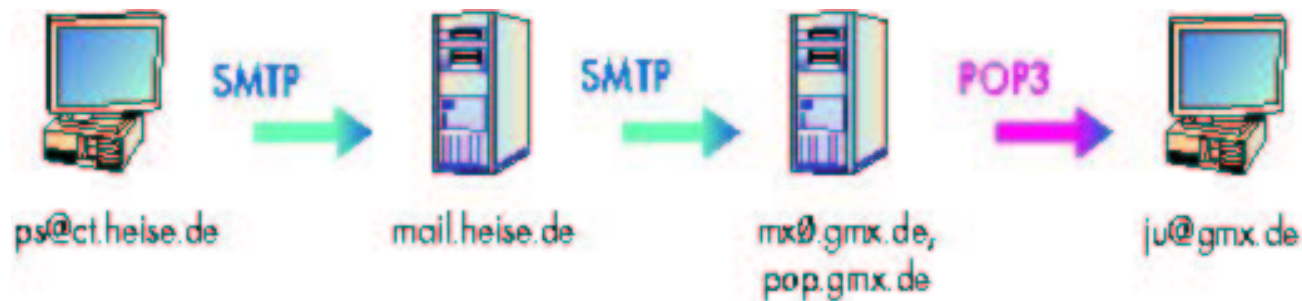 SMTP
SMTP
POP3
ps@ct.heise.de
mail.heise.de
mx0.gmx.de,
pop.gmx.de
ju@gmx.de